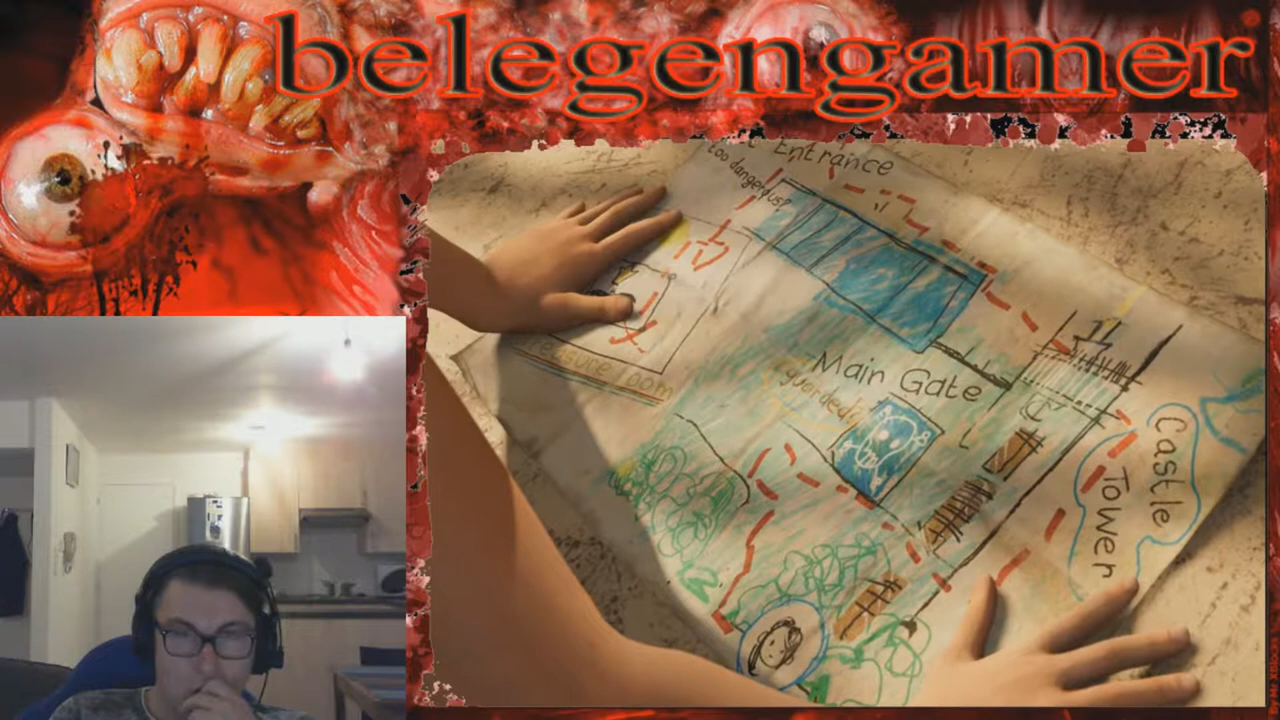 belegengamer
Entrance
too dangerous?
Main Gate
(guarded)
treasure room
Castle
Tower